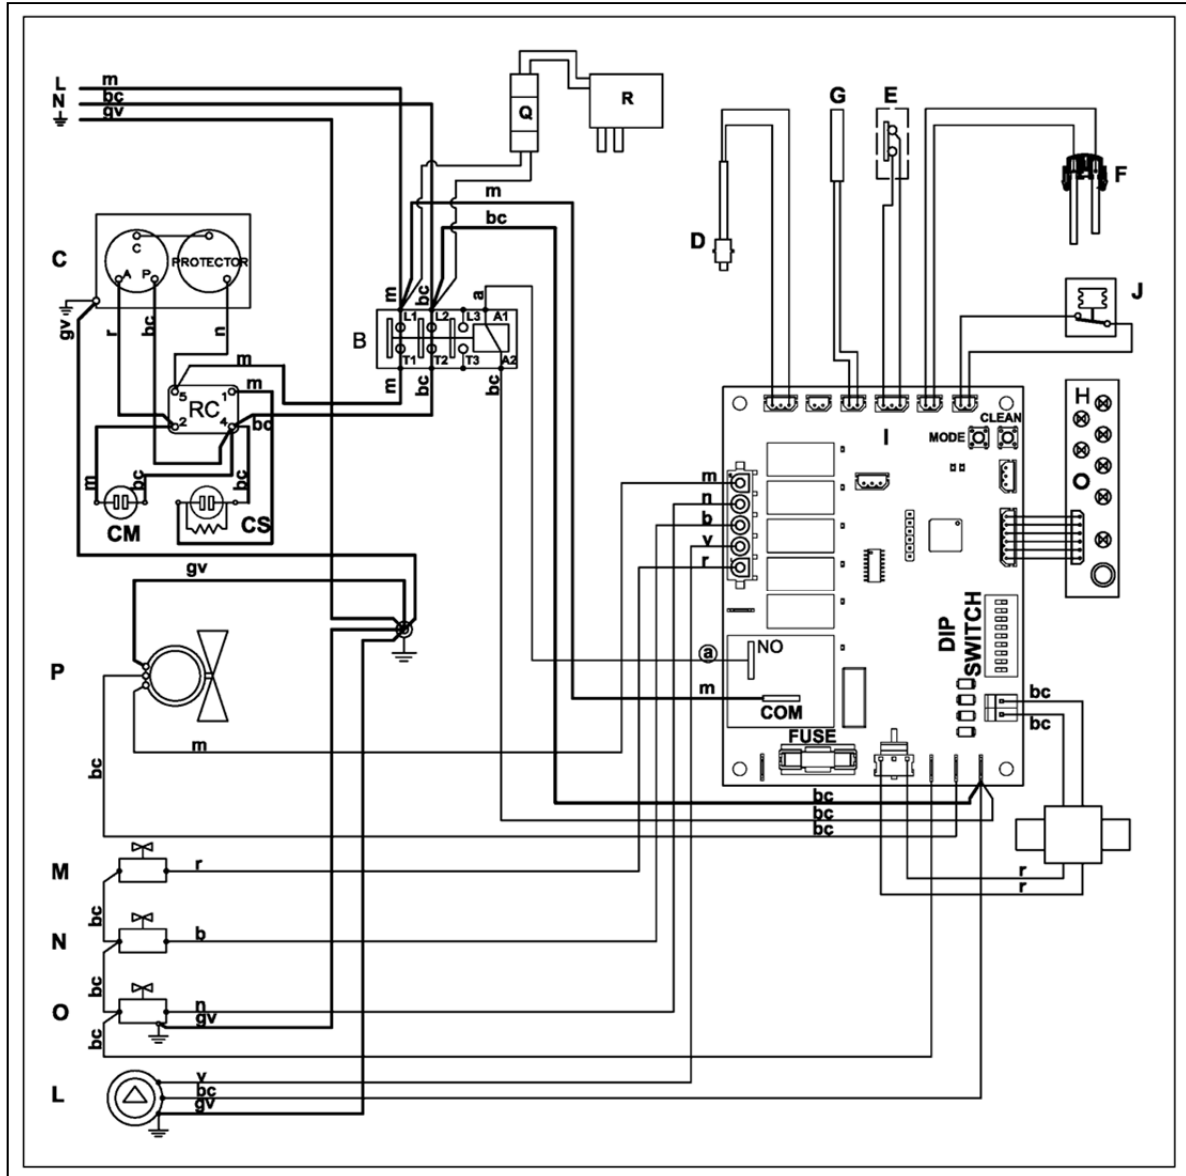 L m
N bc
gv
Q
R
G
E
F
D
J
m
bc
C
C
A P
PROTECTOR
gv
r
bc
n
m
bc
a
B
L1 L2 L3 A1
T1 T2 T3 A2
m
bc
bc
m
m
5 1
RC
2 4
bc
m
bc
bc
CM
CS
H
CLEAN
MODE
I
m
n
b
v
r
gv
DIP
SWITCH
NO
a
m
COM
FUSE
bc
bc
P
m
bc
bc
bc
bc
M
r
r
r
bc
N
b
bc
O
n
gv
bc
L
v
bc
gv